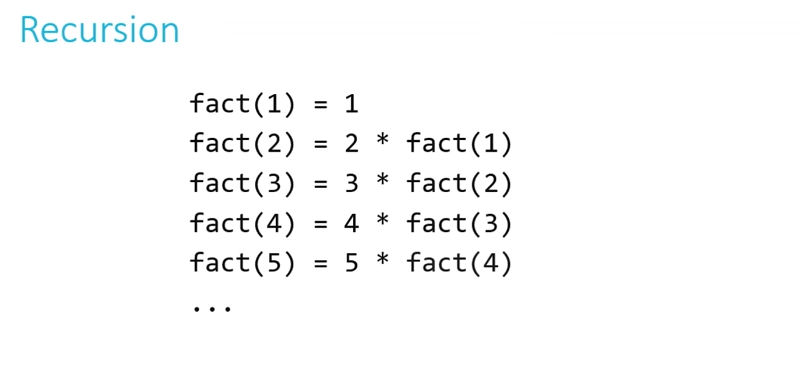 Recursion
fact(1) = 1
fact(2) = 2 * fact(1)
fact(3) = 3 * fact(2)
fact(4) = 4 * fact(3)
fact(5) = 5 * fact(4)
...